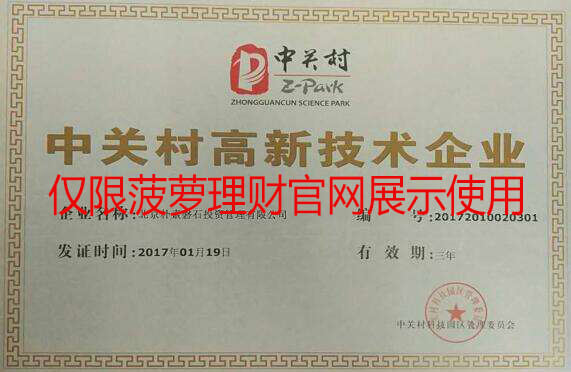 中关村
Z-Park
ZHONGGUANCUN SCIENCE PARK
中关村高新技术企业
仅限菠萝理财官网展示使用
企业名称:北京 磐石投资管理有限公司
编 号:20172010020301
发证时间:2017年01月19日
有 效 期:三年
中关村科技园区管理委员会